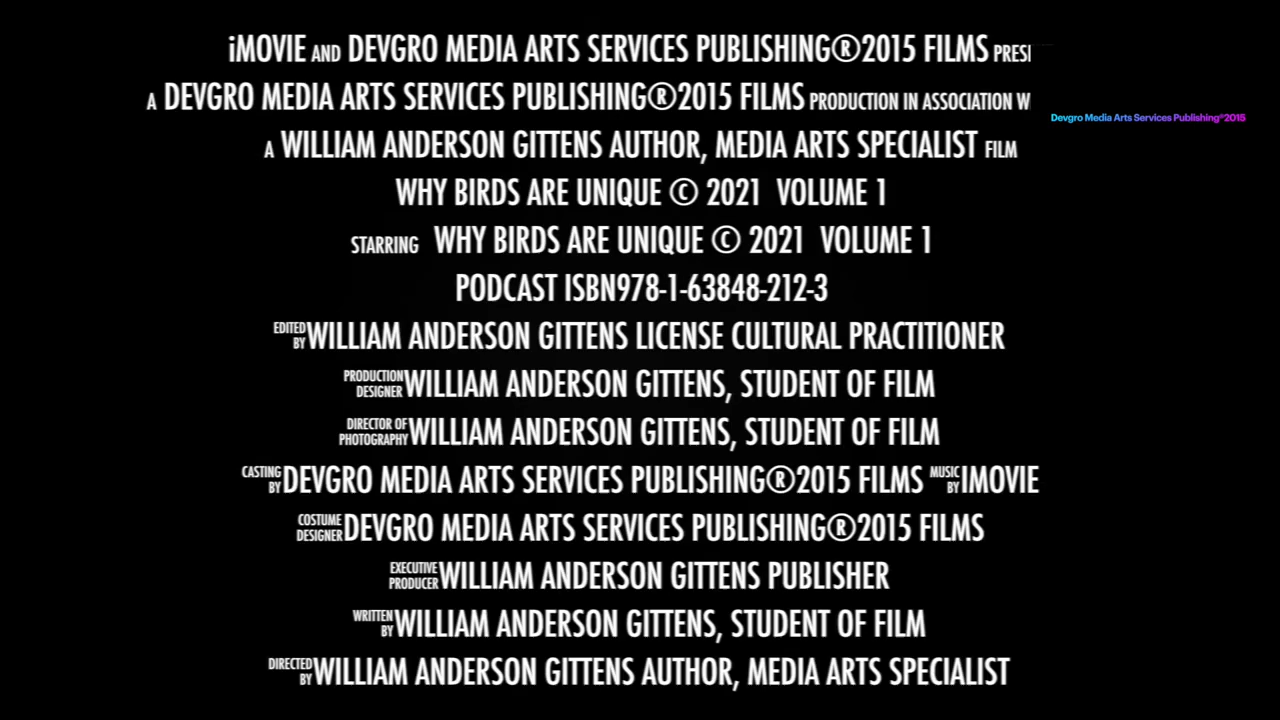 iMOVIE AND DEVGRO MEDIA ARTS SERVICES PUBLISHING®2015 FILMS
A DEVGRO MEDIA ARTS SERVICES PUBLISHING®2015 FILMS PRODUCTION IN ASSOCIATION
Devgro Media Arts Services Publishing®2015
A WILLIAM ANDERSON GITTENS AUTHOR, MEDIA ARTS SPECIALIST FILM
WHY BIRDS ARE UNIQUE © 2021 VOLUME 1
STARRING WHY BIRDS ARE UNIQUE © 2021 VOLUME 1
PODCAST ISBN978-1-63848-212-3
EDITED BY WILLIAM ANDERSON GITTENS LICENSE CULTURAL PRACTITIONER
PRODUCTION DESIGNER WILLIAM ANDERSON GITTENS, STUDENT OF FILM
DIRECTOR OF PHOTOGRAPHY WILLIAM ANDERSON GITTENS, STUDENT OF FILM
CASTING BY DEVGRO MEDIA ARTS SERVICES PUBLISHING®2015 FILMS MUSIC BY IMOVIE
COSTUME DESIGNER DEVGRO MEDIA ARTS SERVICES PUBLISHING®2015 FILMS
EXECUTIVE PRODUCER WILLIAM ANDERSON GITTENS PUBLISHER
WRITTEN BY WILLIAM ANDERSON GITTENS, STUDENT OF FILM
DIRECTED BY WILLIAM ANDERSON GITTENS AUTHOR, MEDIA ARTS SPECIALIST